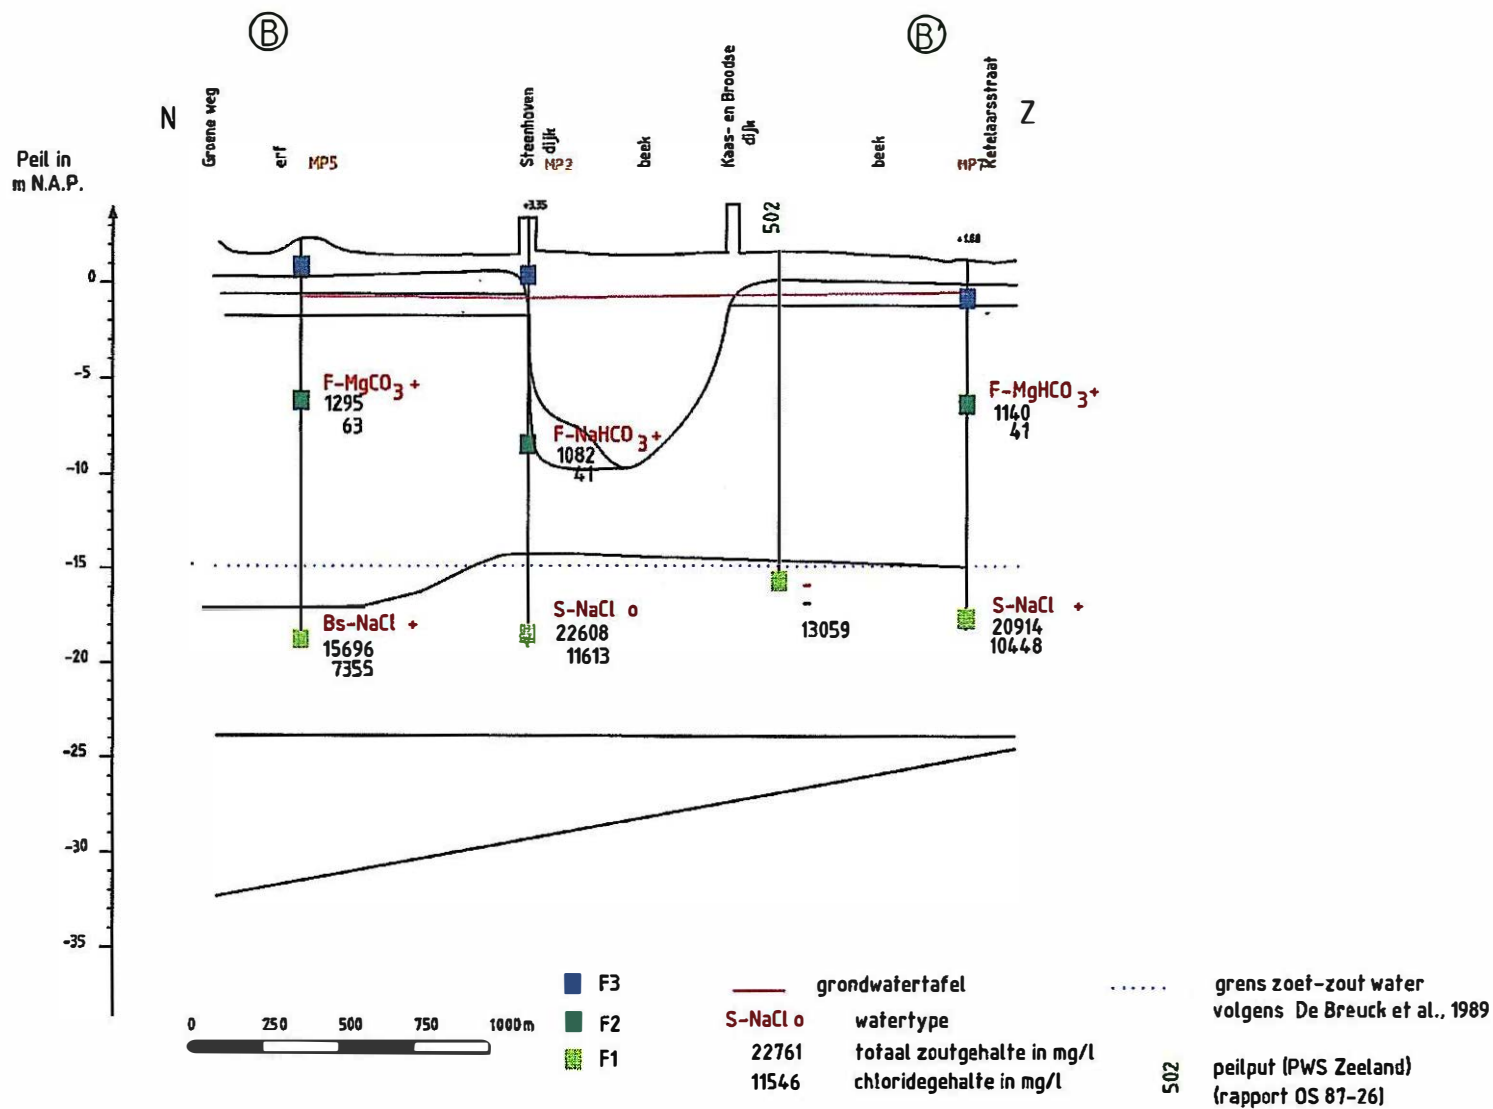 B
B'
N
Z
Groene weg
erf
MP5
Steenhoven
dijk
beek
Kaas- en Broodse
dijk
502
beek
MP7
Ketelaarsstraat
Peil in
m N.A.P.
+3.35
+1.68
0
-5
-10
-15
-20
-25
-30
-35
F-MgCO3 +
1295
63
F-NaHCO3 +
1082
41
F-MgHCO3 +
1140
41
Bs-NaCl +
15696
7355
S-NaCl o
22608
11613
-
-
13059
S-NaCl +
20914
10448
0 250 500 750 1000m
F3
F2
F1
grondwatertafel
S-NaCl o watertype
22761 totaal zoutgehalte in mg/l
11546 chloridegehalte in mg/l
grens zoet-zout water
volgens De Breuck et al., 1989
502 peilput (PWS Zeeland)
(rapport OS 87-26)